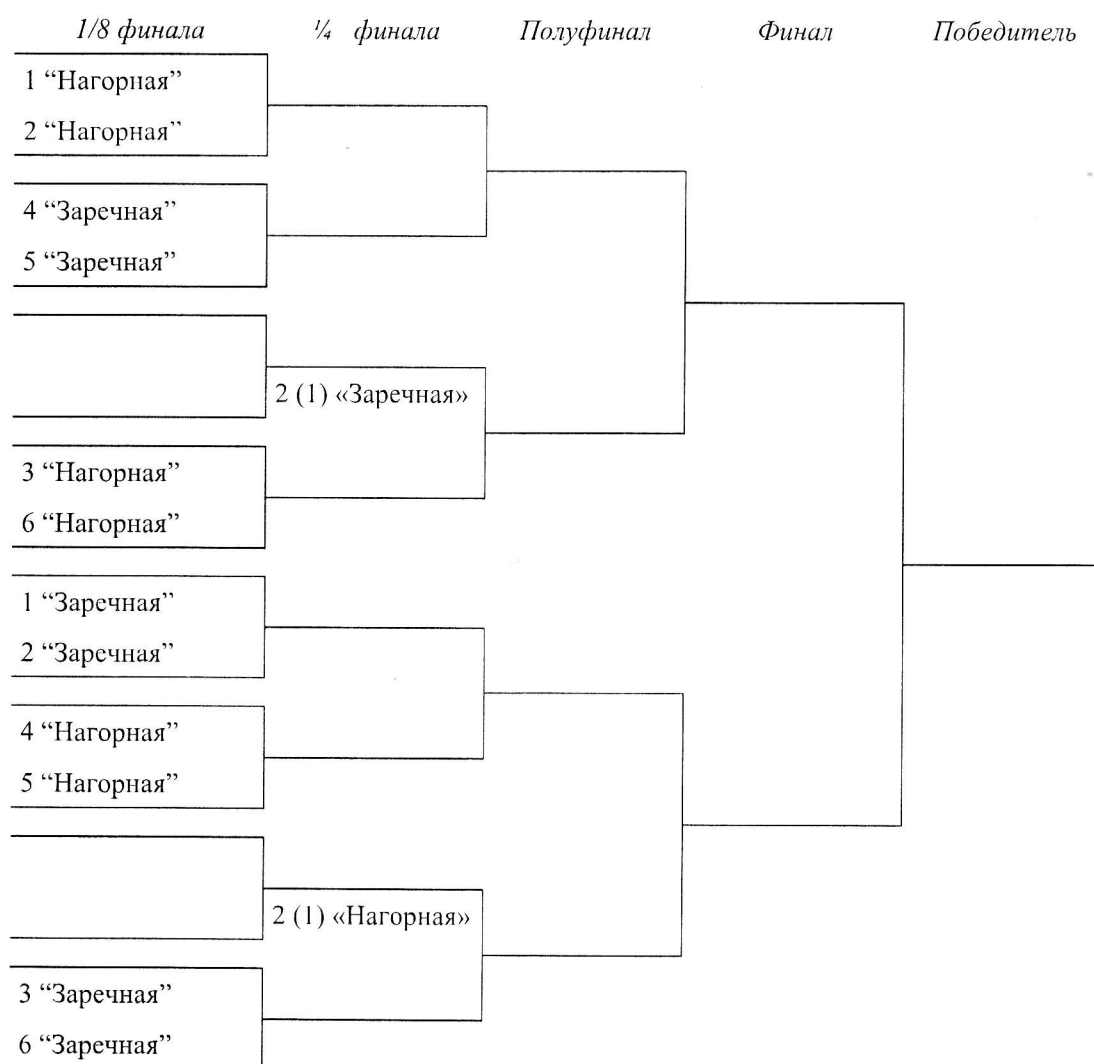 1/8 финала ¼ финала Полуфинал Финал Победитель
1 “Нагорная”
2 “Нагорная”
4 “Заречная”
5 “Заречная”
2 (1) «Заречная»
3 “Нагорная”
6 “Нагорная”
1 “Заречная”
2 “Заречная”
4 “Нагорная”
5 “Нагорная”
2 (1) «Нагорная»
3 “Заречная”
6 “Заречная”